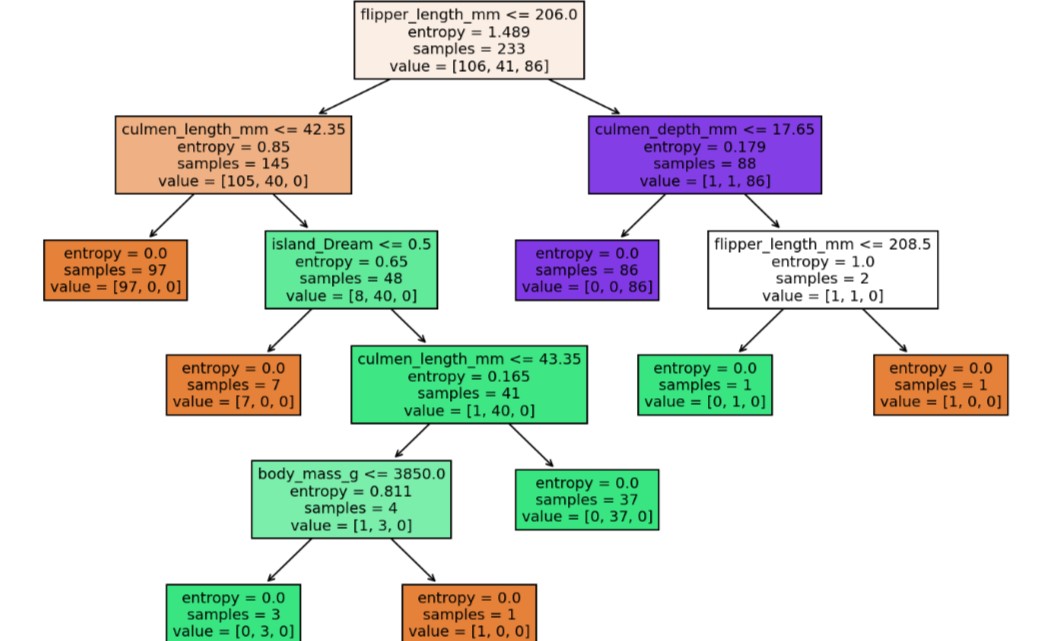 flipper_length_mm <= 206.0
entropy = 1.489
samples = 233
value = [106, 41, 86]
culmen_length_mm <= 42.35
entropy = 0.85
samples = 145
value = [105, 40, 0]
culmen_depth_mm <= 17.65
entropy = 0.179
samples = 88
value = [1, 1, 86]
entropy = 0.0
samples = 97
value = [97, 0, 0]
island_Dream <= 0.5
entropy = 0.65
samples = 48
value = [8, 40, 0]
entropy = 0.0
samples = 86
value = [0, 0, 86]
flipper_length_mm <= 208.5
entropy = 1.0
samples = 2
value = [1, 1, 0]
entropy = 0.0
samples = 7
value = [7, 0, 0]
culmen_length_mm <= 43.35
entropy = 0.165
samples = 41
value = [1, 40, 0]
entropy = 0.0
samples = 1
value = [0, 1, 0]
entropy = 0.0
samples = 1
value = [1, 0, 0]
body_mass_g <= 3850.0
entropy = 0.811
samples = 4
value = [1, 3, 0]
entropy = 0.0
samples = 37
value = [0, 37, 0]
entropy = 0.0
samples = 3
value = [0, 3, 0]
entropy = 0.0
samples = 1
value = [1, 0, 0]